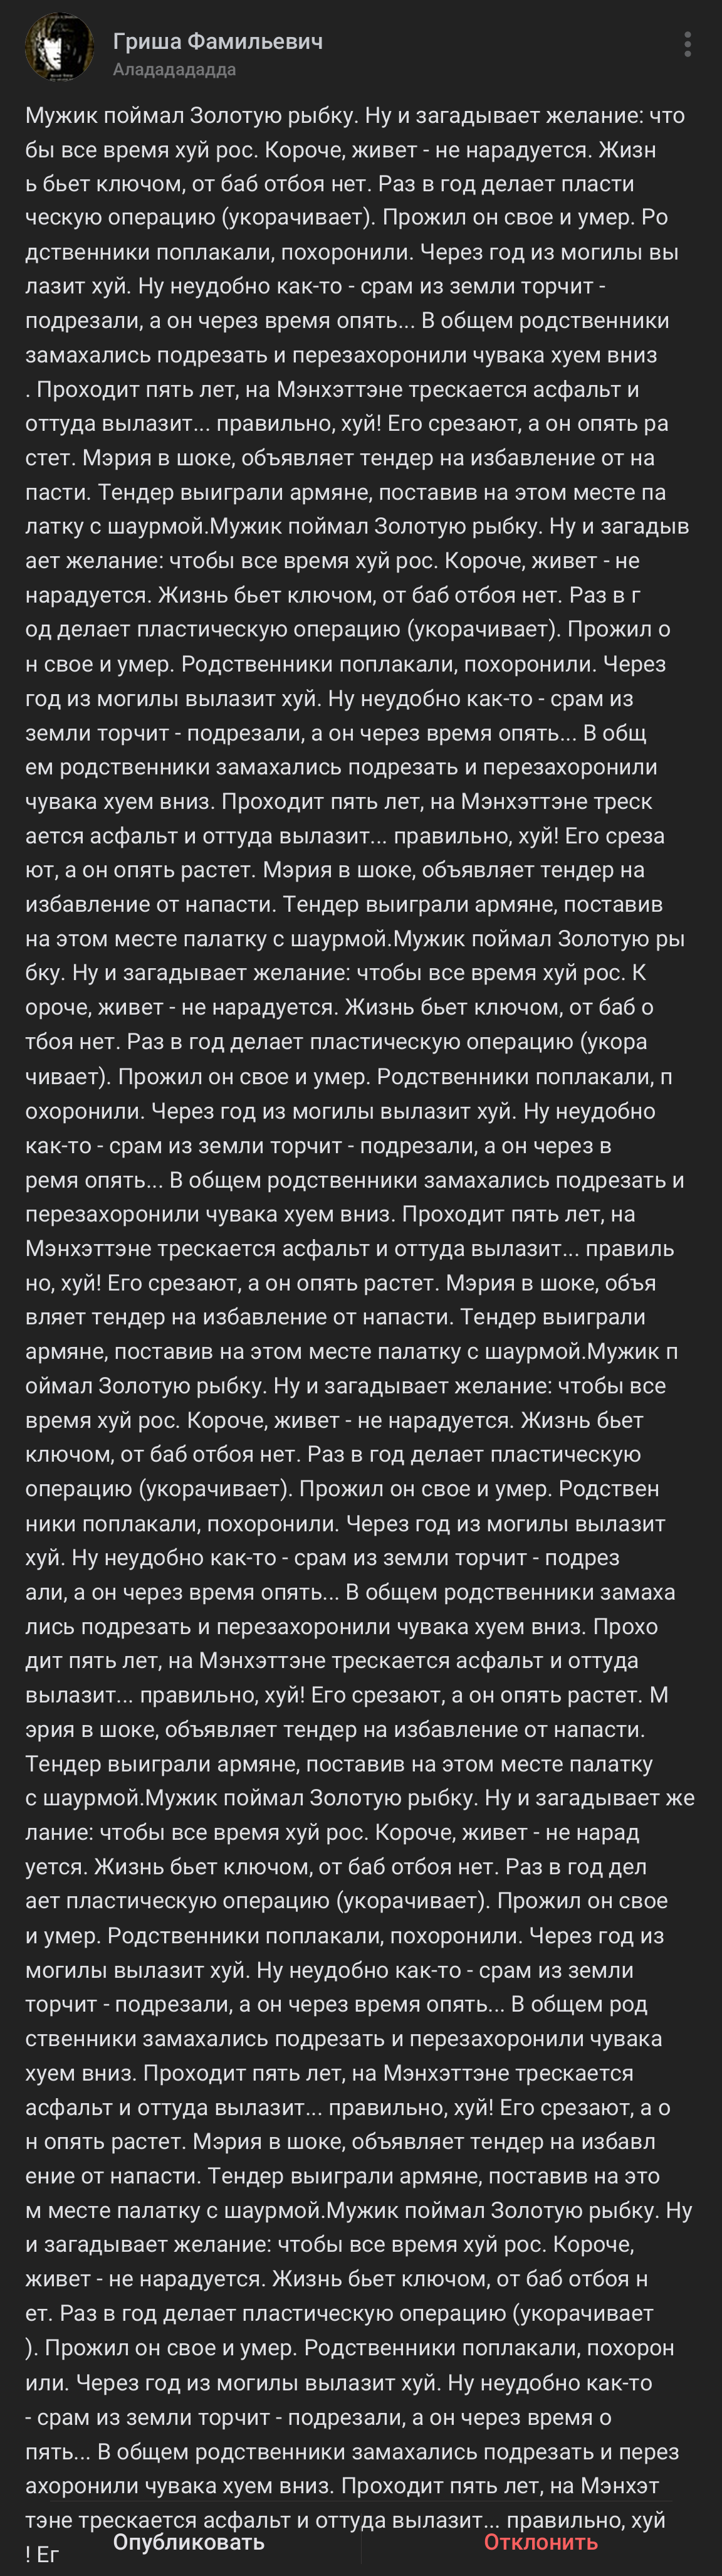 Гриша Фамильевич
Алададададда
Мужик поймал Золотую рыбку. Ну и загадывает желание: что
бы все время хуй рос. Короче, живет - не нарадуется. Жизн
ь бьет ключом, от баб отбоя нет. Раз в год делает пласти
ческую операцию (укорачивает). Прожил он свое и умер. Ро
дственники поплакали, похоронили. Через год из могилы вы
лазит хуй. Ну неудобно как-то - срам из земли торчит -
подрезали, а он через время опять... В общем родственники
замахались подрезать и перезахоронили чувака хуем вниз
. Проходит пять лет, на Мэнхэттэне трескается асфальт и
оттуда вылазит... правильно, хуй! Его срезают, а он опять ра
стет. Мэрия в шоке, объявляет тендер на избавление от на
пасти. Тендер выиграли армяне, поставив на этом месте па
латку с шаурмой.Мужик поймал Золотую рыбку. Ну и загадыв
ает желание: чтобы все время хуй рос. Короче, живет - не
нарадуется. Жизнь бьет ключом, от баб отбоя нет. Раз в г
од делает пластическую операцию (укорачивает). Прожил о
н свое и умер. Родственники поплакали, похоронили. Через
год из могилы вылазит хуй. Ну неудобно как-то - срам из
земли торчит - подрезали, а он через время опять... В общ
ем родственники замахались подрезать и перезахоронили
чувака хуем вниз. Проходит пять лет, на Мэнхэттэне треск
ается асфальт и оттуда вылазит... правильно, хуй! Его среза
ют, а он опять растет. Мэрия в шоке, объявляет тендер на
избавление от напасти. Тендер выиграли армяне, поставив
на этом месте палатку с шаурмой.Мужик поймал Золотую ры
бку. Ну и загадывает желание: чтобы все время хуй рос. К
ороче, живет - не нарадуется. Жизнь бьет ключом, от баб о
тбоя нет. Раз в год делает пластическую операцию (укора
чивает). Прожил он свое и умер. Родственники поплакали, п
охоронили. Через год из могилы вылазит хуй. Ну неудобно
как-то - срам из земли торчит - подрезали, а он через в
ремя опять... В общем родственники замахались подрезать и
перезахоронили чувака хуем вниз. Проходит пять лет, на
Мэнхэттэне трескается асфальт и оттуда вылазит... правиль
но, хуй! Его срезают, а он опять растет. Мэрия в шоке, объя
вляет тендер на избавление от напасти. Тендер выиграли
армяне, поставив на этом месте палатку с шаурмой.Мужик п
оймал Золотую рыбку. Ну и загадывает желание: чтобы все
время хуй рос. Короче, живет - не нарадуется. Жизнь бьет
ключом, от баб отбоя нет. Раз в год делает пластическую
операцию (укорачивает). Прожил он свое и умер. Родствен
ники поплакали, похоронили. Через год из могилы вылазит
хуй. Ну неудобно как-то - срам из земли торчит - подрез
али, а он через время опять... В общем родственники замаха
лись подрезать и перезахоронили чувака хуем вниз. Прохо
дит пять лет, на Мэнхэттэне трескается асфальт и оттуда
вылазит... правильно, хуй! Его срезают, а он опять растет. М
эрия в шоке, объявляет тендер на избавление от напасти.
Тендер выиграли армяне, поставив на этом месте палатку
с шаурмой.Мужик поймал Золотую рыбку. Ну и загадывает же
лание: чтобы все время хуй рос. Короче, живет - не нарад
уется. Жизнь бьет ключом, от баб отбоя нет. Раз в год дел
ает пластическую операцию (укорачивает). Прожил он свое
и умер. Родственники поплакали, похоронили. Через год из
могилы вылазит хуй. Ну неудобно как-то - срам из земли
торчит - подрезали, а он через время опять... В общем род
ственники замахались подрезать и перезахоронили чувака
хуем вниз. Проходит пять лет, на Мэнхэттэне трескается
асфальт и оттуда вылазит... правильно, хуй! Его срезают, а о
н опять растет. Мэрия в шоке, объявляет тендер на избавл
ение от напасти. Тендер выиграли армяне, поставив на это
м месте палатку с шаурмой.Мужик поймал Золотую рыбку. Ну
и загадывает желание: чтобы все время хуй рос. Короче,
живет - не нарадуется. Жизнь бьет ключом, от баб отбоя н
ет. Раз в год делает пластическую операцию (укорачивает
). Прожил он свое и умер. Родственники поплакали, похорон
или. Через год из могилы вылазит хуй. Ну неудобно как-то
- срам из земли торчит - подрезали, а он через время о
пять... В общем родственники замахались подрезать и перез
ахоронили чувака хуем вниз. Проходит пять лет, на Мэнхэт
тэне трескается асфальт и оттуда вылазит... правильно, хуй
! Ег
Опубликовать Отклонить